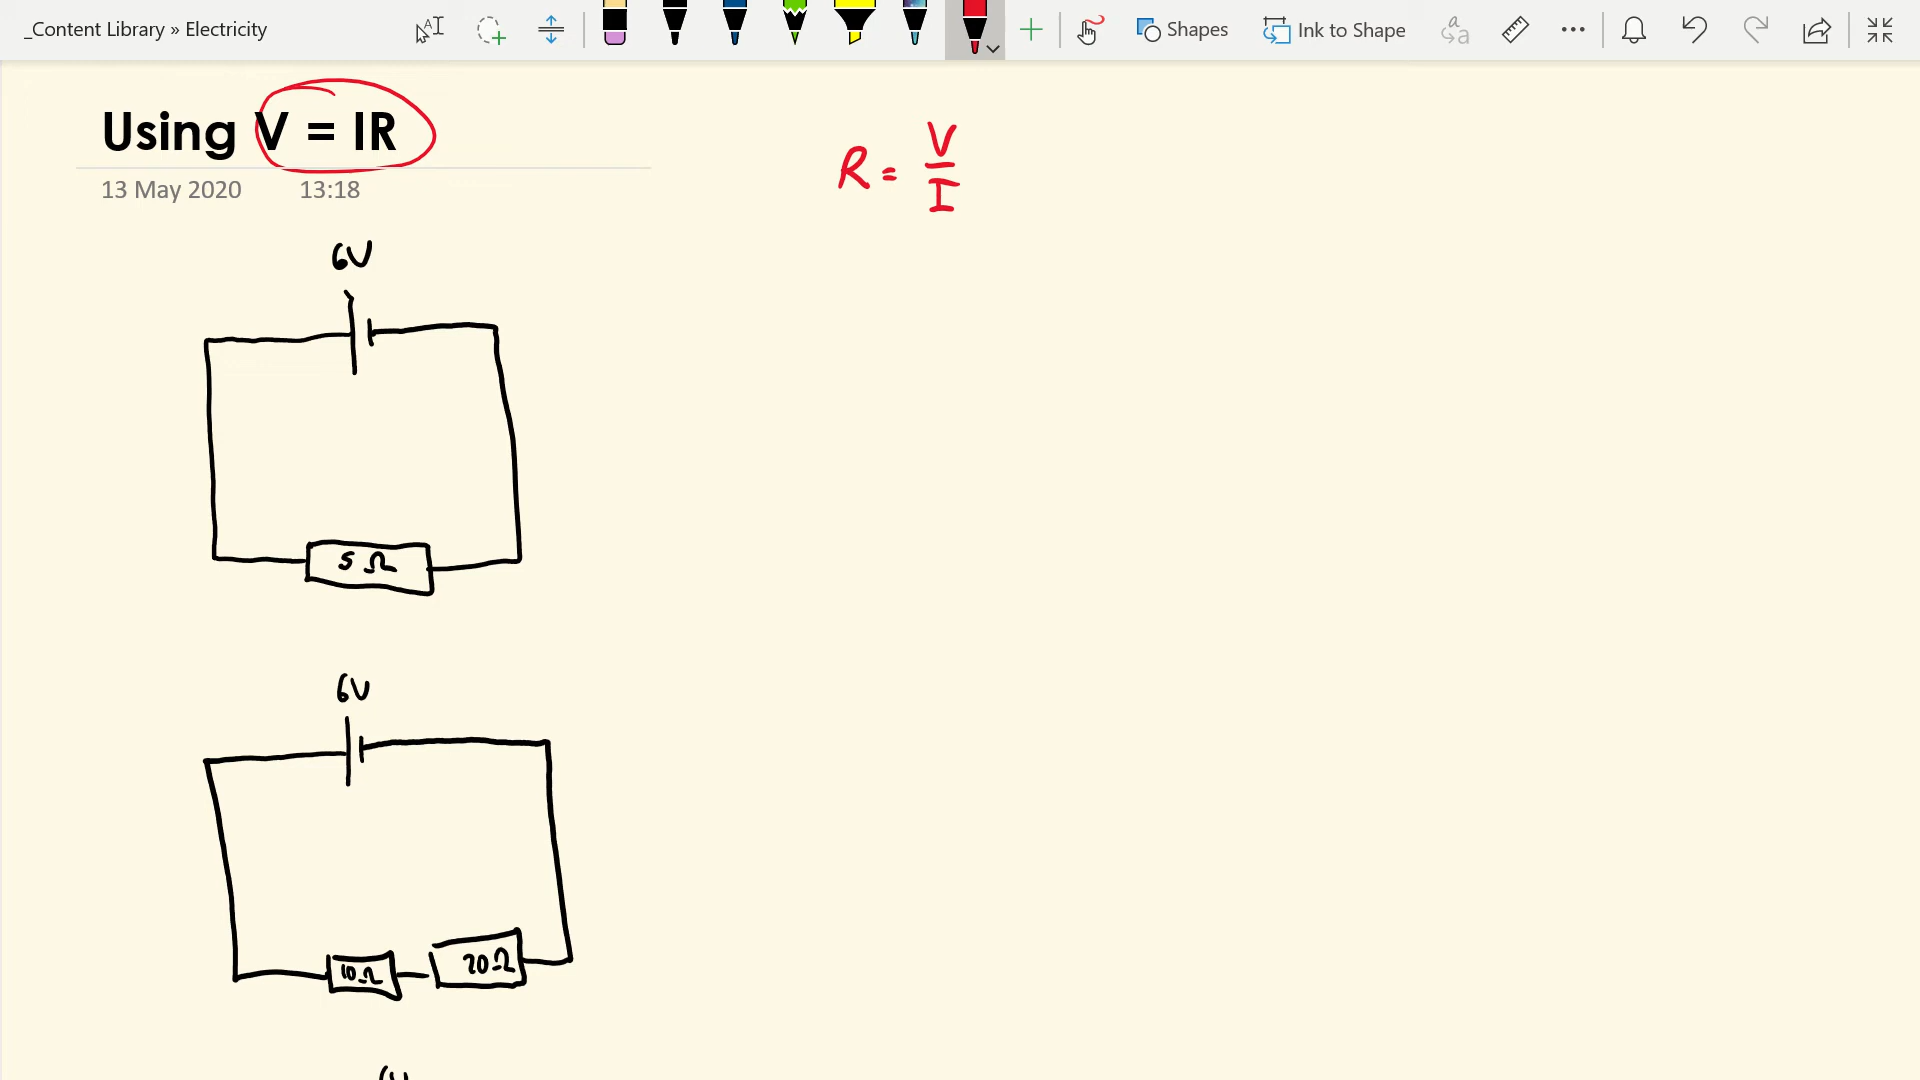 _Content Library » Electricity
Shapes
Ink to Shape
Using V = IR
13 May 2020 13:18
R = V
I
6V
5 Ω
6V
10Ω
20Ω